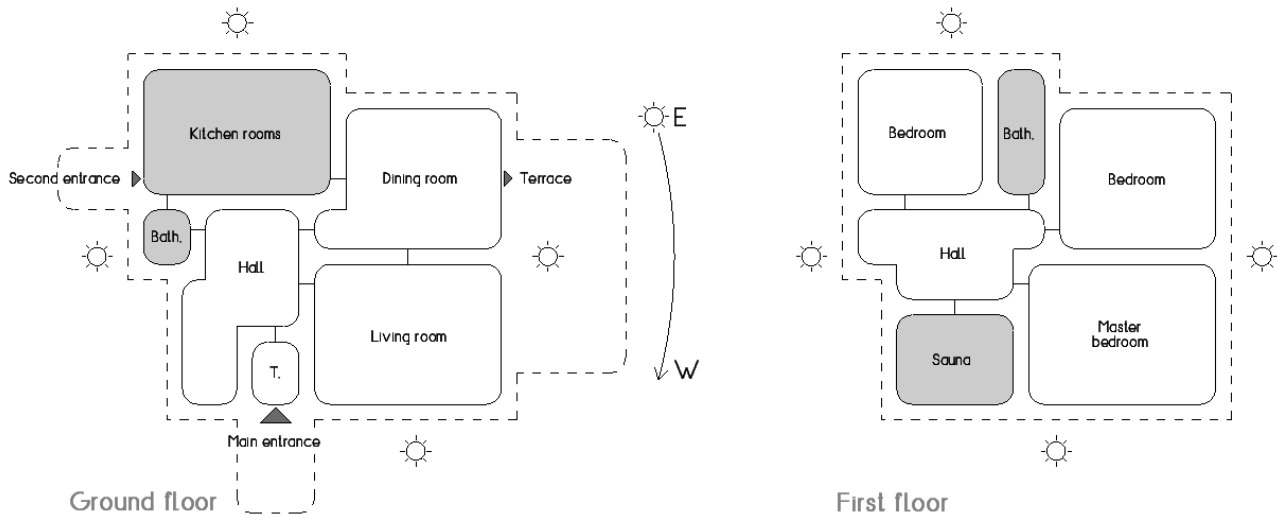 Kitchen rooms
Second entrance
Dining room
Terrace
Bath.
Hall
Living room
T.
Main entrance
Ground floor
E
W
Bedroom
Bath.
Bedroom
Hall
Master
bedroom
Sauna
First floor